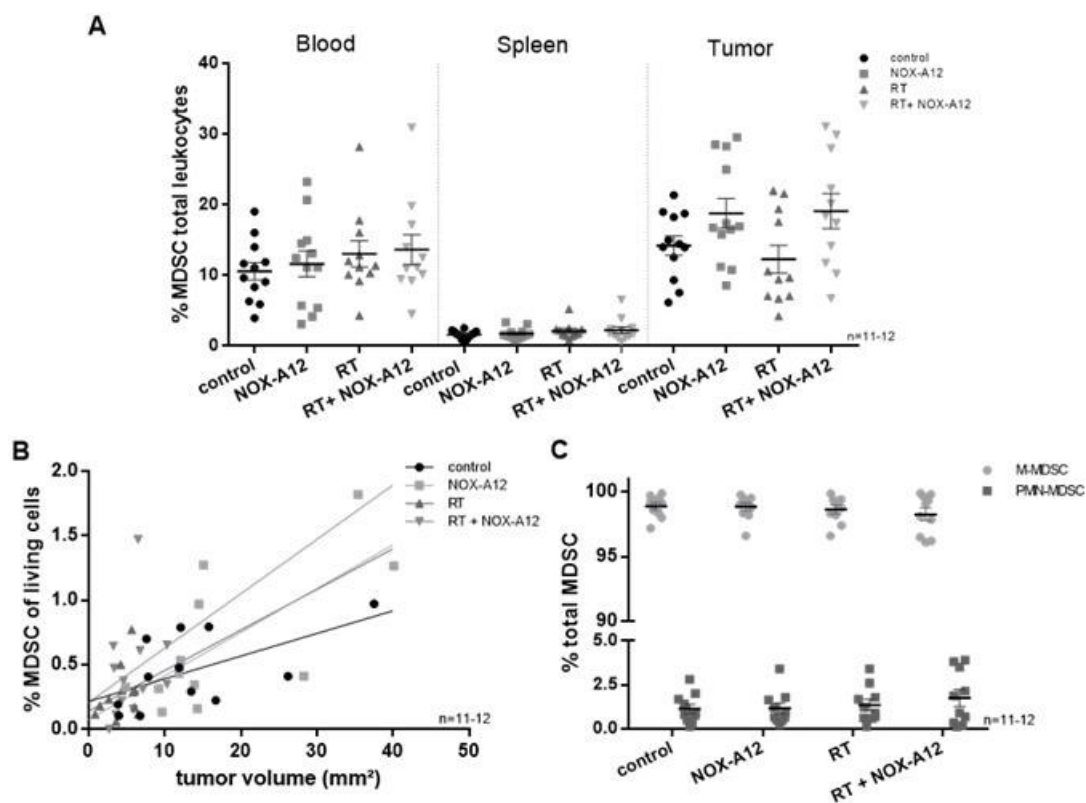 A
Blood
Spleen
Tumor
control
NOX-A12
RT
RT+ NOX-A12
% MDSC total leukocytes
40
30
20
10
0
control
NOX-A12
RT
RT+ NOX-A12
control
NOX-A12
RT
RT+ NOX-A12
control
NOX-A12
RT
RT+ NOX-A12
n=11-12
B
control
NOX-A12
RT
RT + NOX-A12
% MDSC of living cells
2.0
1.5
1.0
0.5
0.0
0
10
20
30
40
50
n=11-12
tumor volume (mm²)
C
M-MDSC
PMN-MDSC
% total MDSC
100
95
90
5.0
2.5
0.0
control
NOX-A12
RT
RT + NOX-A12
n=11-12